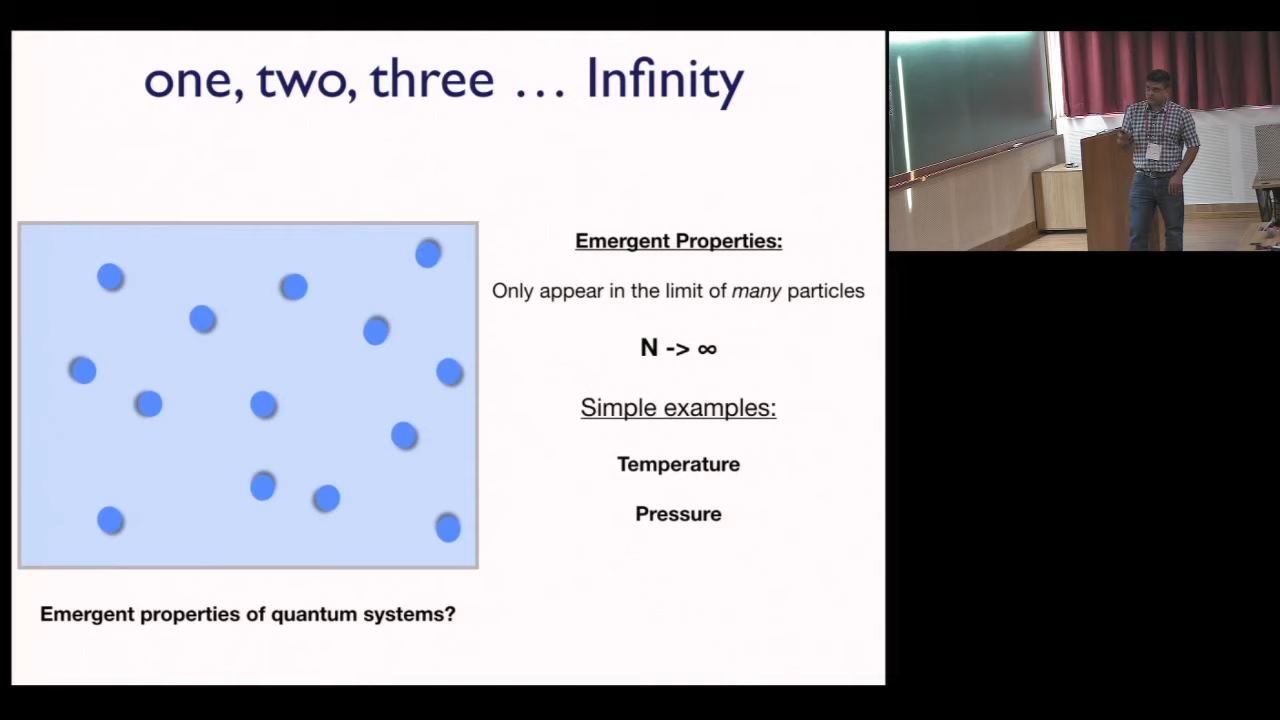 one, two, three … Infinity
Emergent Properties:
Only appear in the limit of many particles
N -> ∞
Simple examples:
Temperature
Pressure
Emergent properties of quantum systems?